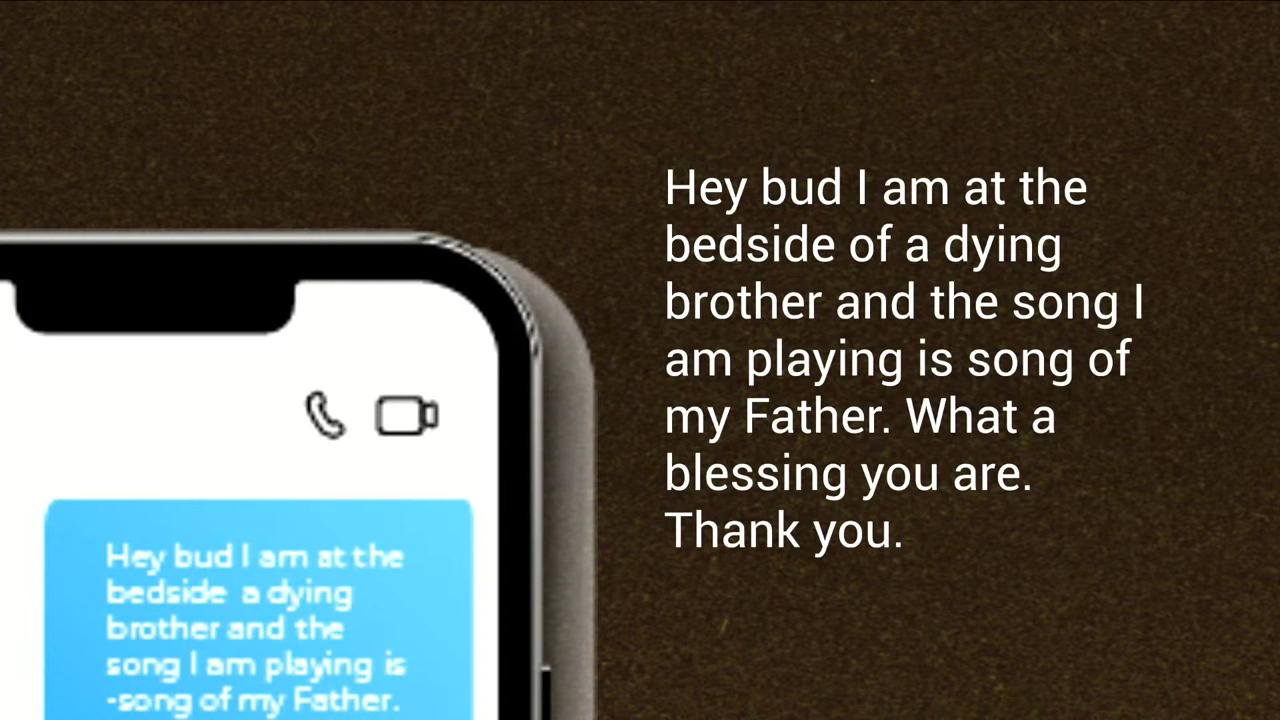 Hey bud I am at the
bedside of a dying
brother and the song I
am playing is song of
my Father. What a
blessing you are.
Thank you.
Hey bud I am at the
bedside a dying
brother and the
song I am playing is
-song of my Father.